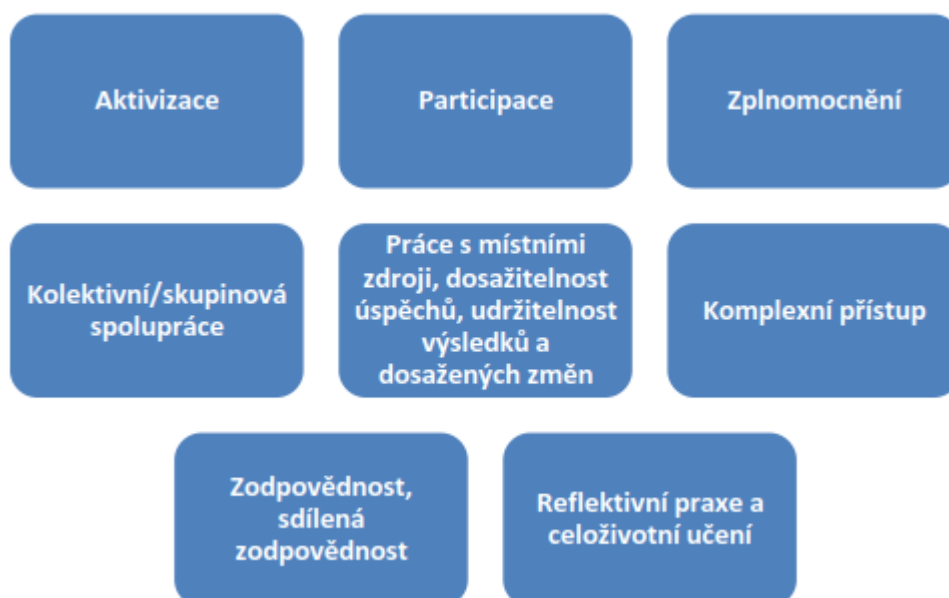 Aktivizace
Participace
Zplnomocnění
Kolektivní/skupinová
spolupráce
Práce s místními
zdroji, dosažitelnost
úspěchů, udržitelnost
výsledků a
dosažených změn
Komplexní přístup
Zodpovědnost,
sdílená
zodpovědnost
Reflektivní praxe a
celoživotní učení